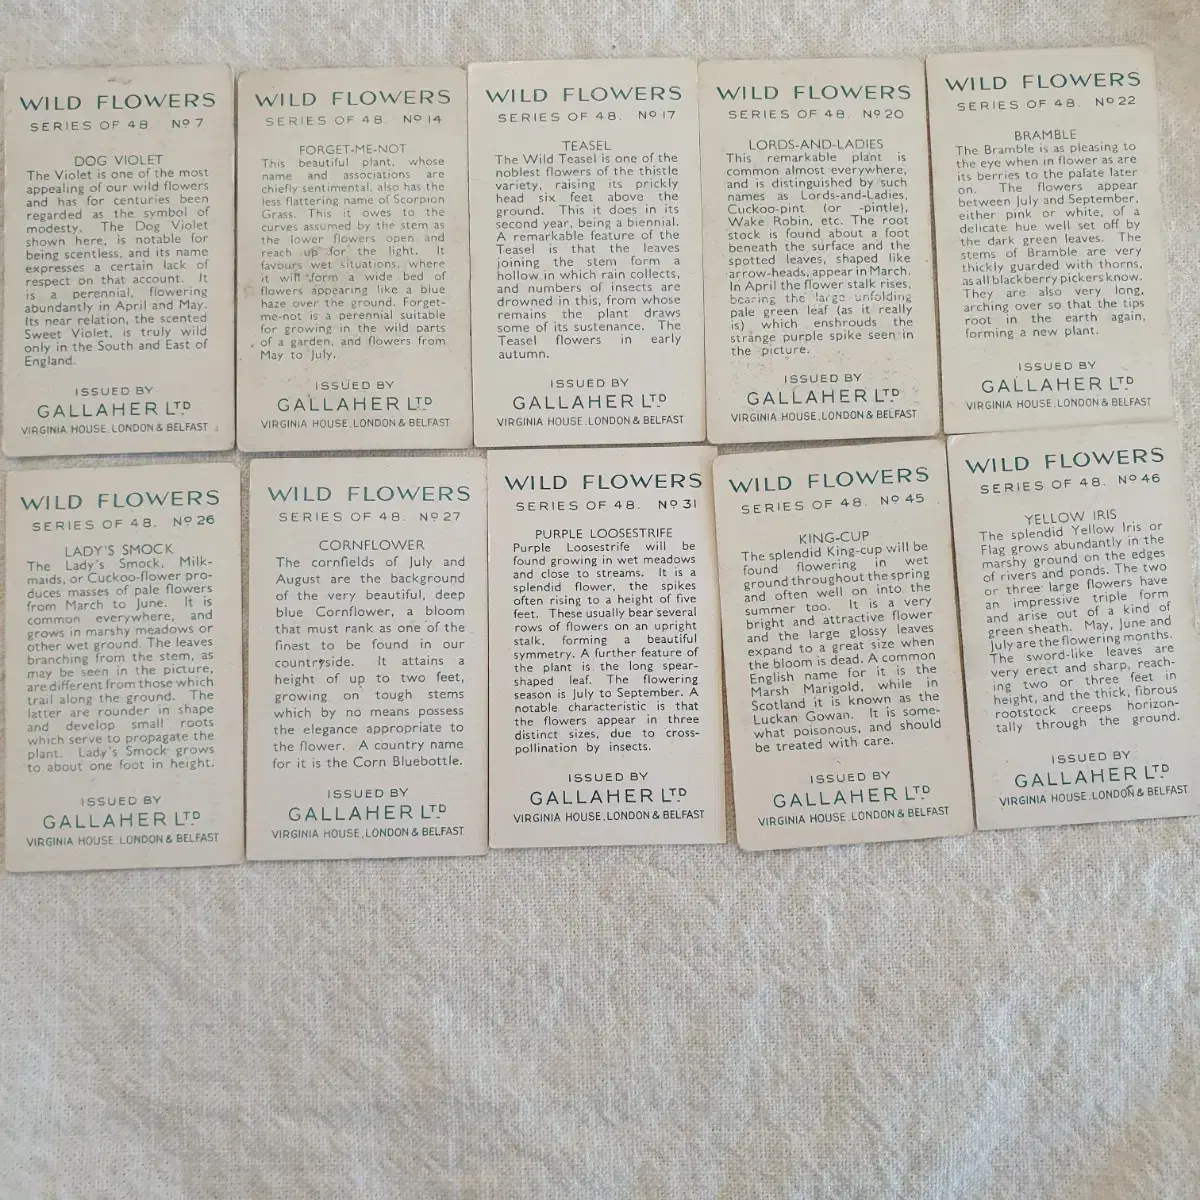 WILD FLOWERS
SERIES OF 48. Nº 7
DOG VIOLET
The Violet is one of the most
appealing of our wild flowers
and has for centuries been
regarded as the symbol of
modesty. The Dog Violet
shown here, is notable for
being scentless, and its name
expresses a certain lack of
respect on that account. It
is a perennial, flowering
abundantly in April and May.
Its near relation, the scented
Sweet Violet, is truly wild
only in the South and East of
England.
ISSUED BY
GALLAHER LTD
VIRGINIA HOUSE, LONDON & BELFAST
WILD FLOWERS
SERIES OF 48. Nº 14
FORGET-ME-NOT
This beautiful plant, whose
name and associations are
chiefly sentimental, also has the
less flattering name of Scorpion
Grass. This it owes to the
curves assumed by the stem as
the lower flowers open and
reach up for the light. It
favours wet situations, where
it will form a wide bed of
flowers appearing like a blue
haze over the ground. Forget-
me-not is a perennial suitable
for growing in the wild parts
of a garden, and flowers from
May to July.
ISSUED BY
GALLAHER LTD
VIRGINIA HOUSE, LONDON & BELFAST
WILD FLOWERS
SERIES OF 48. Nº 17
TEASEL
The Wild Teasel is one of the
noblest flowers of the thistle
variety, raising its prickly
head six feet above the
ground. This it does in its
second year, being a biennial.
A remarkable feature of the
Teasel is that the leaves
joining the stem form a
hollow in which rain collects,
and numbers of insects are
drowned in this, from whose
remains the plant draws
some of its sustenance. The
Teasel flowers in early
autumn.
ISSUED BY
GALLAHER LTD
VIRGINIA HOUSE, LONDON & BELFAST
WILD FLOWERS
SERIES OF 48. Nº 20
LORDS-AND-LADIES
This remarkable plant is
common almost everywhere,
and is distinguished by such
names as Lords-and-Ladies,
Cuckoo-pint (or -pintle),
Wake Robin, etc. The root
stock is found about a foot
beneath the surface and the
spotted leaves, shaped like
arrow-heads, appear in March.
In April the flower stalk rises,
bearing the large unfolding
pale green leaf (as it really
is) which enshrouds the
strange purple spike seen in
the picture.
ISSUED BY
GALLAHER LTD
VIRGINIA HOUSE, LONDON & BELFAST
WILD FLOWERS
SERIES OF 48. Nº 22
BRAMBLE
The Bramble is as pleasing to
the eye when in flower as are
its berries to the palate later
on. The flowers appear
between July and September,
either pink or white, of a
delicate hue well set off by
the dark green leaves. The
stems of Bramble are very
thickly guarded with thorns,
as all blackberry pickers know.
They are also very long,
arching over so that the tips
root in the earth again,
forming a new plant.
ISSUED BY
GALLAHER LTD
VIRGINIA HOUSE, LONDON & BELFAST
WILD FLOWERS
SERIES OF 48. Nº 26
LADY'S SMOCK
The Lady's Smock, Milk-
maids, or Cuckoo-flower pro-
duces masses of pale flowers
from March to June. It is
common everywhere, and
grows in marshy meadows or
other wet ground. The leaves
branching from the stem, as
may be seen in the picture,
are different from those which
trail along the ground. The
latter are rounder in shape
and develop small roots
which serve to propagate the
plant. Lady's Smock grows
to about one foot in height.
ISSUED BY
GALLAHER LTD
VIRGINIA HOUSE, LONDON & BELFAST
WILD FLOWERS
SERIES OF 48. Nº 27
CORNFLOWER
The cornfields of July and
August are the background
of the very beautiful, deep
blue Cornflower, a bloom
that must rank as one of the
finest to be found in our
countryside. It attains a
height of up to two feet,
growing on tough stems
which by no means possess
the elegance appropriate to
the flower. A country name
for it is the Corn Bluebottle.
ISSUED BY
GALLAHER LTD
VIRGINIA HOUSE, LONDON & BELFAST
WILD FLOWERS
SERIES OF 48. Nº 31
PURPLE LOOSESTRIFE
Purple Loosestrife will be
found growing in wet meadows
and close to streams. It is a
splendid flower, the spikes
often rising to a height of five
feet. These usually bear several
rows of flowers on an upright
stalk, forming a beautiful
symmetry. A further feature of
the plant is the long spear-
shaped leaf. The flowering
season is July to September. A
notable characteristic is that
the flowers appear in three
distinct sizes, due to cross-
pollination by insects.
ISSUED BY
GALLAHER LTD
VIRGINIA HOUSE, LONDON & BELFAST
WILD FLOWERS
SERIES OF 48. Nº 45
KING-CUP
The splendid King-cup will be
found flowering in wet
ground throughout the spring
and often well on into the
summer too. It is a very
bright and attractive flower
and the large glossy leaves
expand to a great size when
the bloom is dead. A common
English name for it is the
Marsh Marigold, while in
Scotland it is known as the
Luckan Gowan. It is some-
what poisonous, and should
be treated with care.
ISSUED BY
GALLAHER LTD
VIRGINIA HOUSE, LONDON & BELFAST
WILD FLOWERS
SERIES OF 48. Nº 46
YELLOW IRIS
The splendid Yellow Iris or
Flag grows abundantly in the
marshy ground on the edges
of rivers and ponds. The two
or three large flowers have
an impressive triple form
and arise out of a kind of
green sheath. May, June and
July are the flowering months.
The sword-like leaves are
very erect and sharp, reach-
ing two or three feet in
height, and the thick, fibrous
rootstock creeps horizon-
tally through the ground.
ISSUED BY
GALLAHER LTD
VIRGINIA HOUSE, LONDON & BELFAST